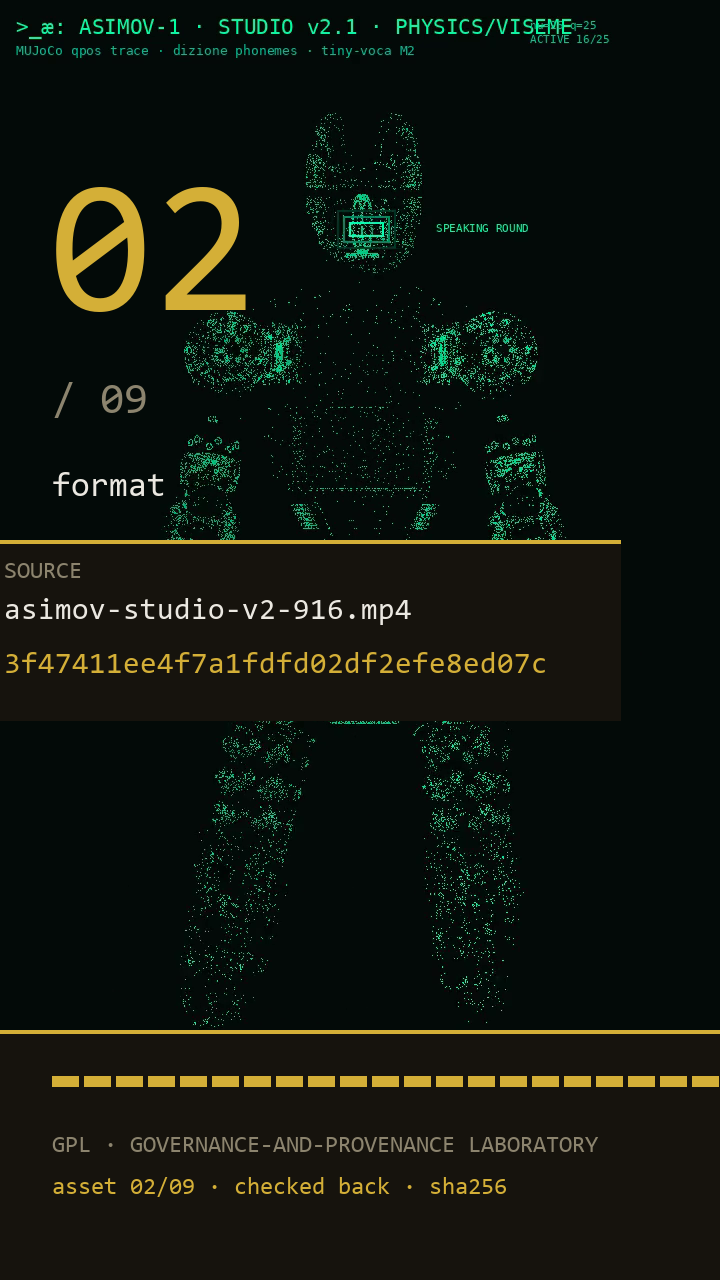 >_æ: ASIMOV-1 · STUDIO v2.1 · PHYSICS/VISEME
q=25
MUJoCo qpos trace · dizione phonemes · tiny-voca M2
ACTIVE 16/25
02
SPEAKING ROUND
/ 09
format
SOURCE
asimov-studio-v2-916.mp4
3f47411ee4f7a1fdfd02df2efe8ed07c
GPL · GOVERNANCE-AND-PROVENANCE LABORATORY
asset 02/09 · checked back · sha256